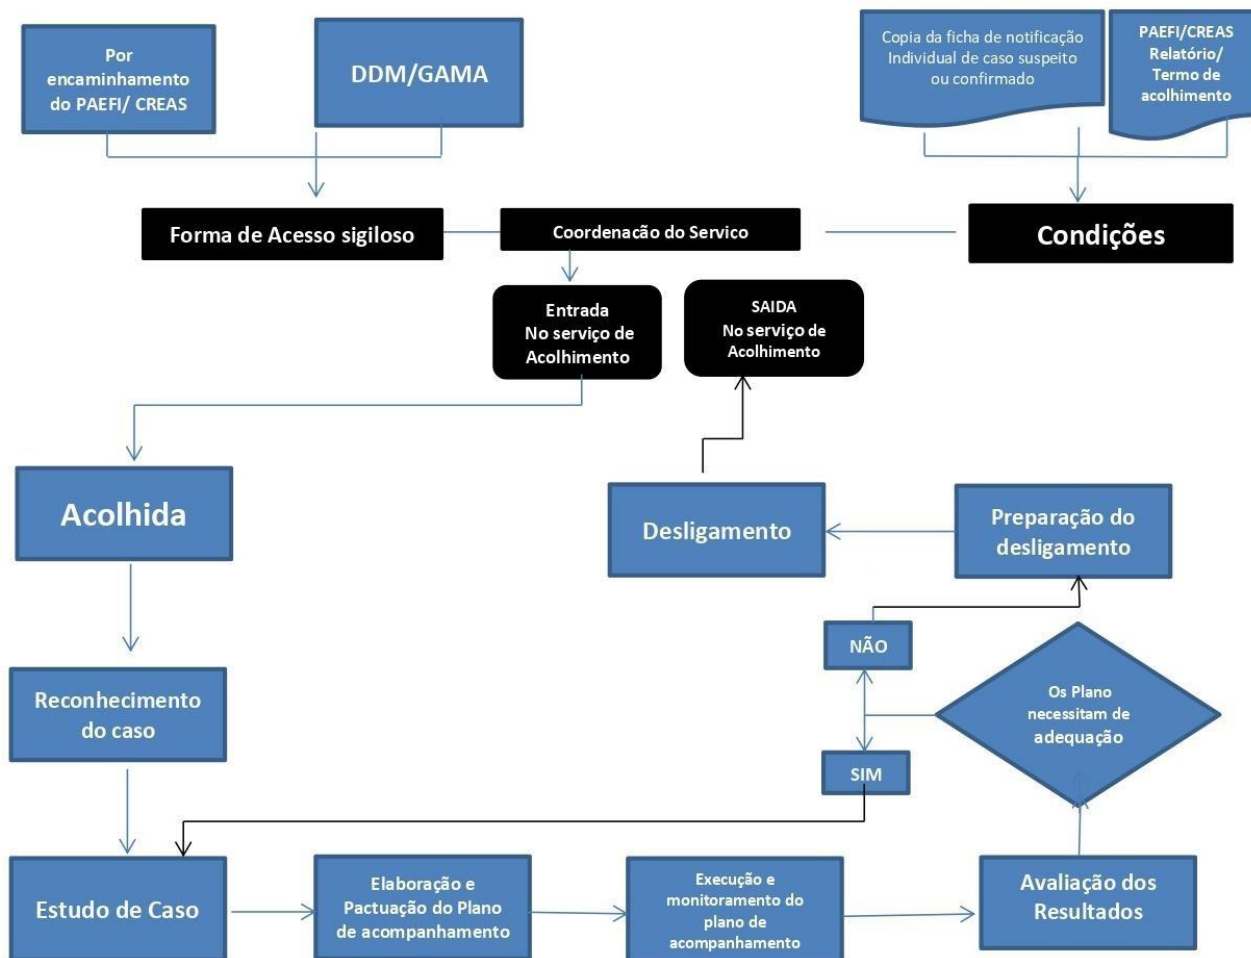 Por
encaminhamento
do PAEFI/ CREAS
DDM/GAMA
Copia da ficha de notificação
Individual de caso suspeito
ou confirmado
PAEFI/CREAS
Relatório/
Termo de
acolhimento
Forma de Acesso sigiloso
Coordenacão do Servico
Condições
Entrada
No serviço de
Acolhimento
SAIDA
No serviço de
Acolhimento
Acolhida
Desligamento
Preparação do
desligamento
NÃO
Os Plano
necessitam de
adequação
SIM
Reconhecimento
do caso
Estudo de Caso
Elaboração e
Pactuação do Plano
de acompanhamento
Execução e
monitoramento do
plano de
acompanhamento
Avaliação dos
Resultados